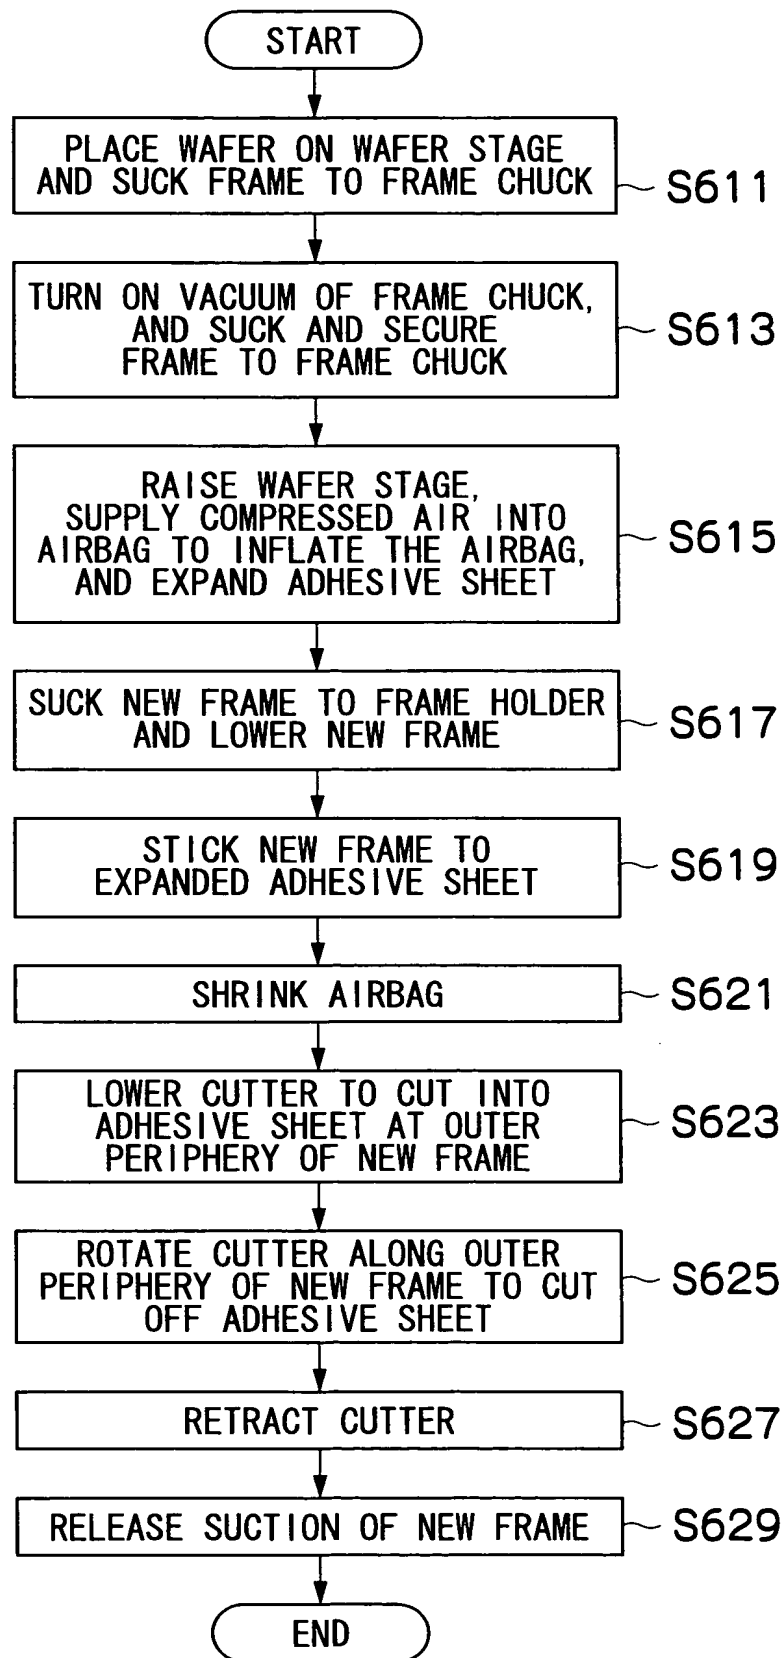 START
PLACE WAFER ON WAFER STAGE
AND SUCK FRAME TO FRAME CHUCK
S611
TURN ON VACUUM OF FRAME CHUCK,
AND SUCK AND SECURE
FRAME TO FRAME CHUCK
S613
RAISE WAFER STAGE,
SUPPLY COMPRESSED AIR INTO
AIRBAG TO INFLATE THE AIRBAG,
AND EXPAND ADHESIVE SHEET
S615
SUCK NEW FRAME TO FRAME HOLDER
AND LOWER NEW FRAME
S617
STICK NEW FRAME TO
EXPANDED ADHESIVE SHEET
S619
SHRINK AIRBAG
S621
LOWER CUTTER TO CUT INTO
ADHESIVE SHEET AT OUTER
PERIPHERY OF NEW FRAME
S623
ROTATE CUTTER ALONG OUTER
PERIPHERY OF NEW FRAME TO CUT
OFF ADHESIVE SHEET
S625
RETRACT CUTTER
S627
RELEASE SUCTION OF NEW FRAME
S629
END